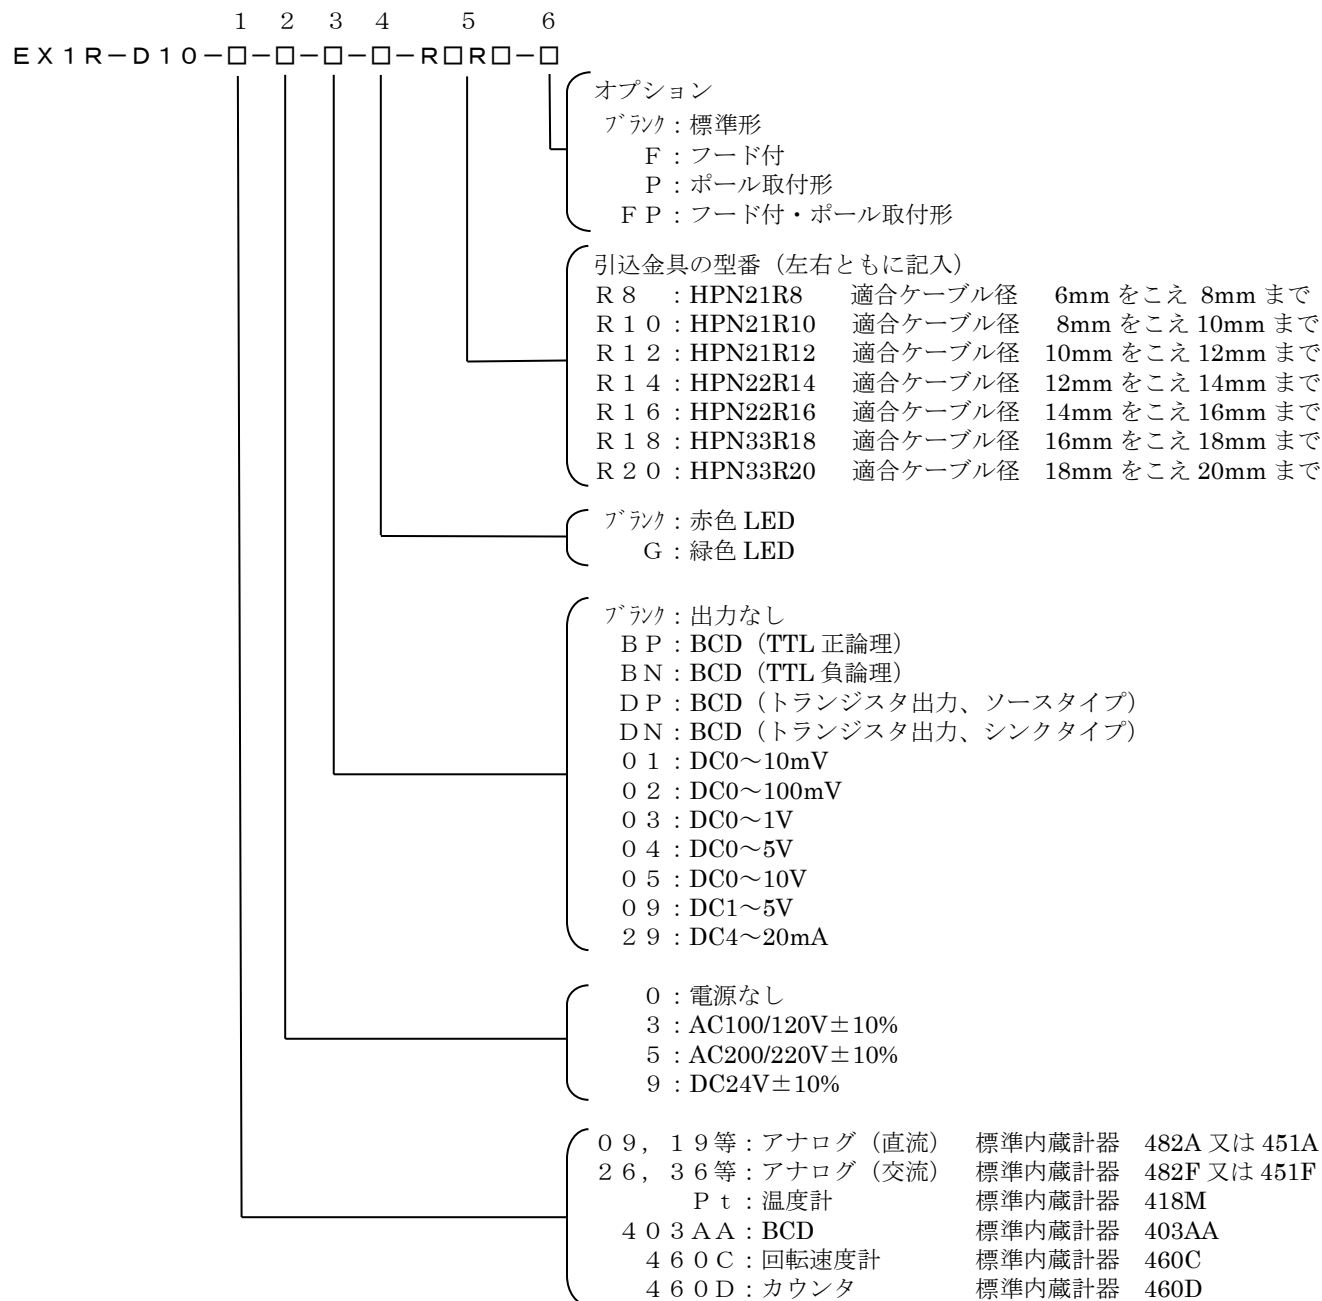 1 2 3 4 5 6
EX1R－D10－□－□－□－□－R□R□－□
オプション
ﾌﾞﾗﾝｸ：標準形
F：フード付
P：ポール取付形
FP：フード付・ポール取付形
引込金具の型番（左右ともに記入）
R8：HPN21R8 適合ケーブル径 6mm をこえ 8mm まで
R10：HPN21R10 適合ケーブル径 8mm をこえ 10mm まで
R12：HPN21R12 適合ケーブル径 10mm をこえ 12mm まで
R14：HPN22R14 適合ケーブル径 12mm をこえ 14mm まで
R16：HPN22R16 適合ケーブル径 14mm をこえ 16mm まで
R18：HPN33R18 適合ケーブル径 16mm をこえ 18mm まで
R20：HPN33R20 適合ケーブル径 18mm をこえ 20mm まで
ﾌﾞﾗﾝｸ：赤色 LED
G：緑色 LED
ﾌﾞﾗﾝｸ：出力なし
BP：BCD（TTL 正論理）
BN：BCD（TTL 負論理）
DP：BCD（トランジスタ出力、ソースタイプ）
DN：BCD（トランジスタ出力、シンクタイプ）
01：DC0～10mV
02：DC0～100mV
03：DC0～1V
04：DC0～5V
05：DC0～10V
09：DC1～5V
29：DC4～20mA
0：電源なし
3：AC100/120V±10%
5：AC200/220V±10%
9：DC24V±10%
09，19等：アナログ（直流） 標準内蔵計器 482A 又は 451A
26，36等：アナログ（交流） 標準内蔵計器 482F 又は 451F
Pt：温度計 標準内蔵計器 418M
403AA：BCD 標準内蔵計器 403AA
460C：回転速度計 標準内蔵計器 460C
460D：カウンタ 標準内蔵計器 460D